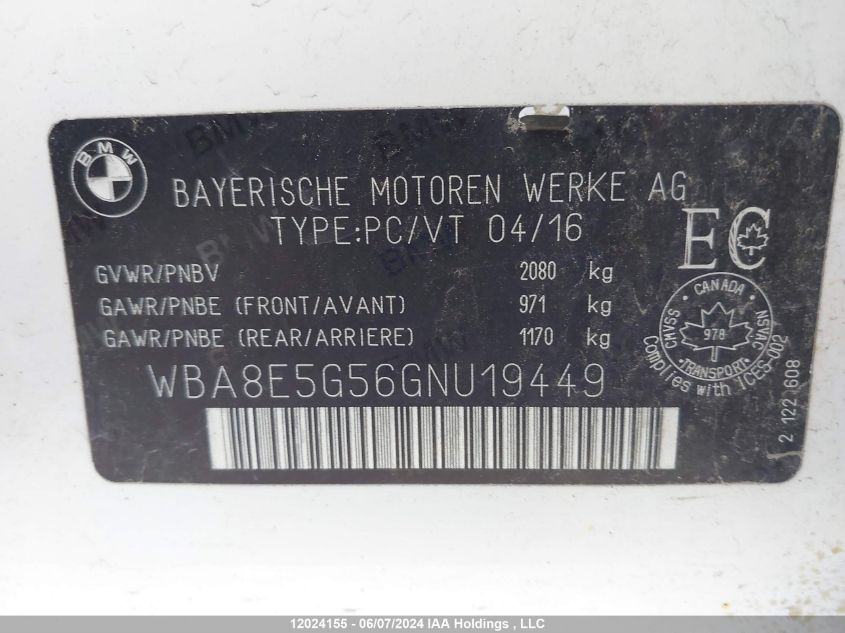 BMW
BAYERISCHE MOTOREN WERKE AG
TYPE:PC/VT 04/16
EC
GVWR/PNBV 2080 kg
GAWR/PNBE (FRONT/AVANT) 971 kg
GAWR/PNBE (REAR/ARRIERE) 1170 kg
WBA8E5G56GNU19449
CANADA
CMVSS NSVAC
978
TRANSPORT
Complies with ICES-002
2 122 608
12024155 - 06/07/2024 IAA Holdings , LLC